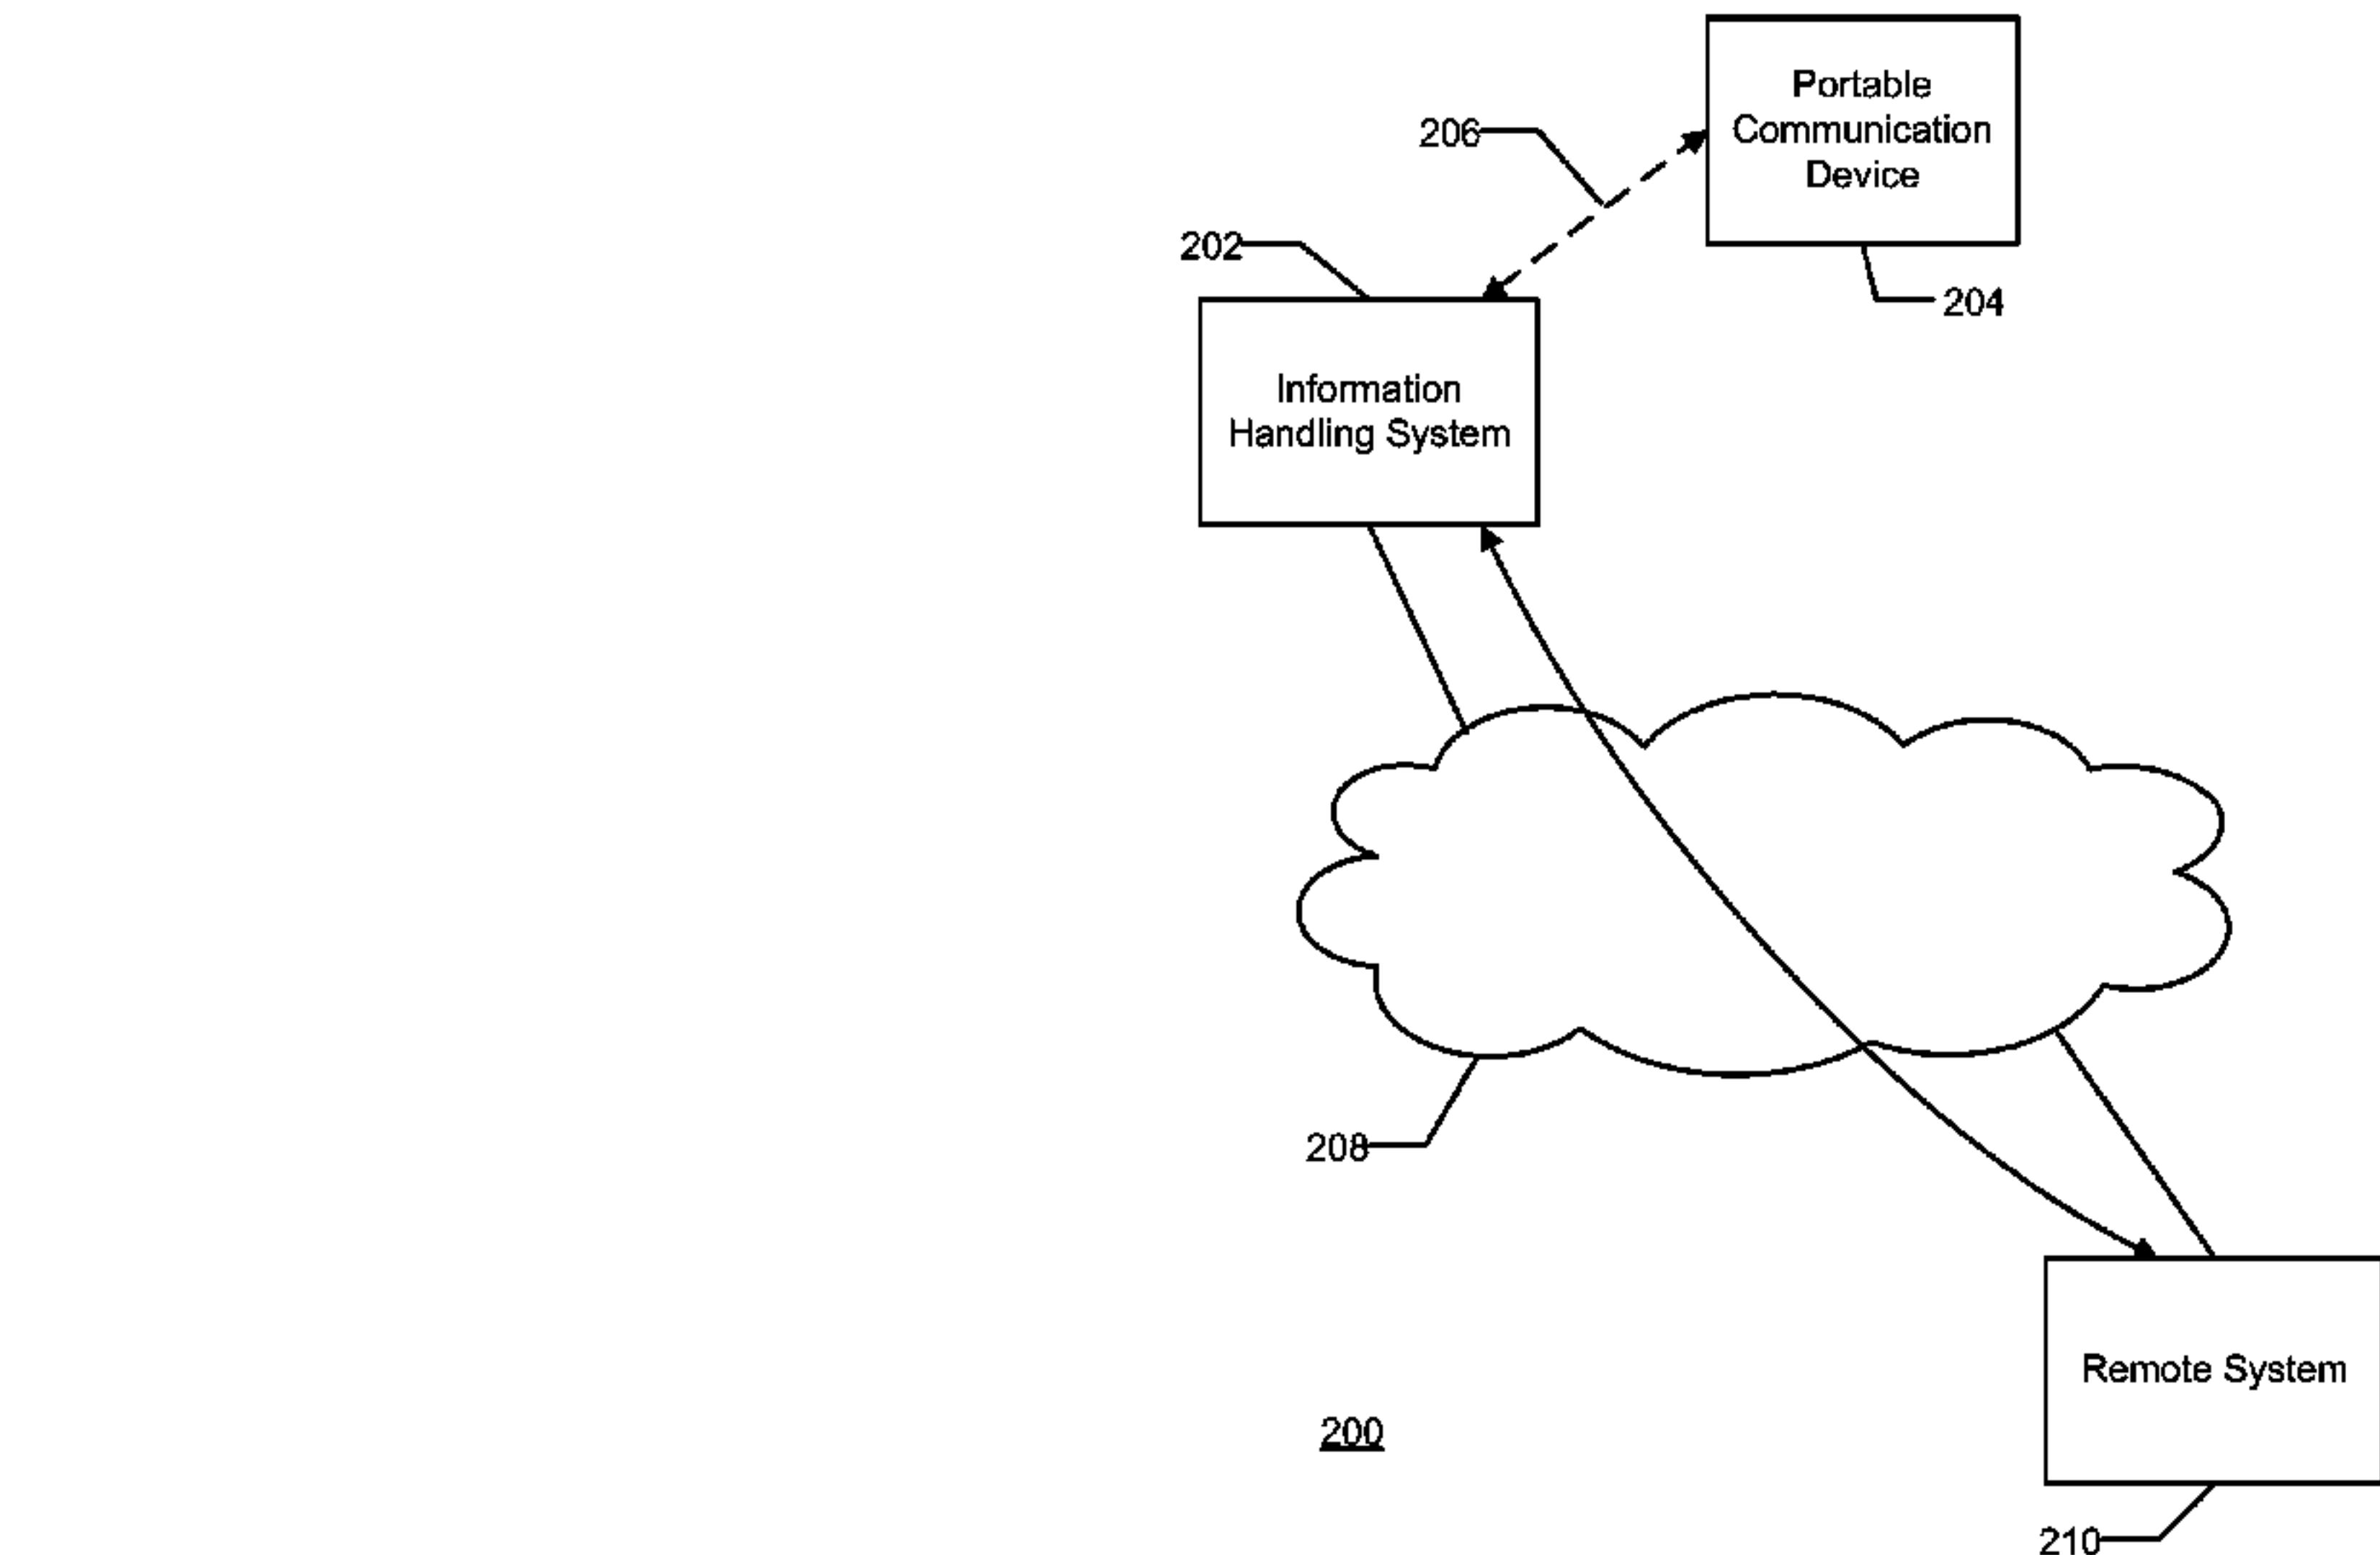 Portable
Communication
Device
206
202
204
Information
Handling System
208
Remote System
200
210